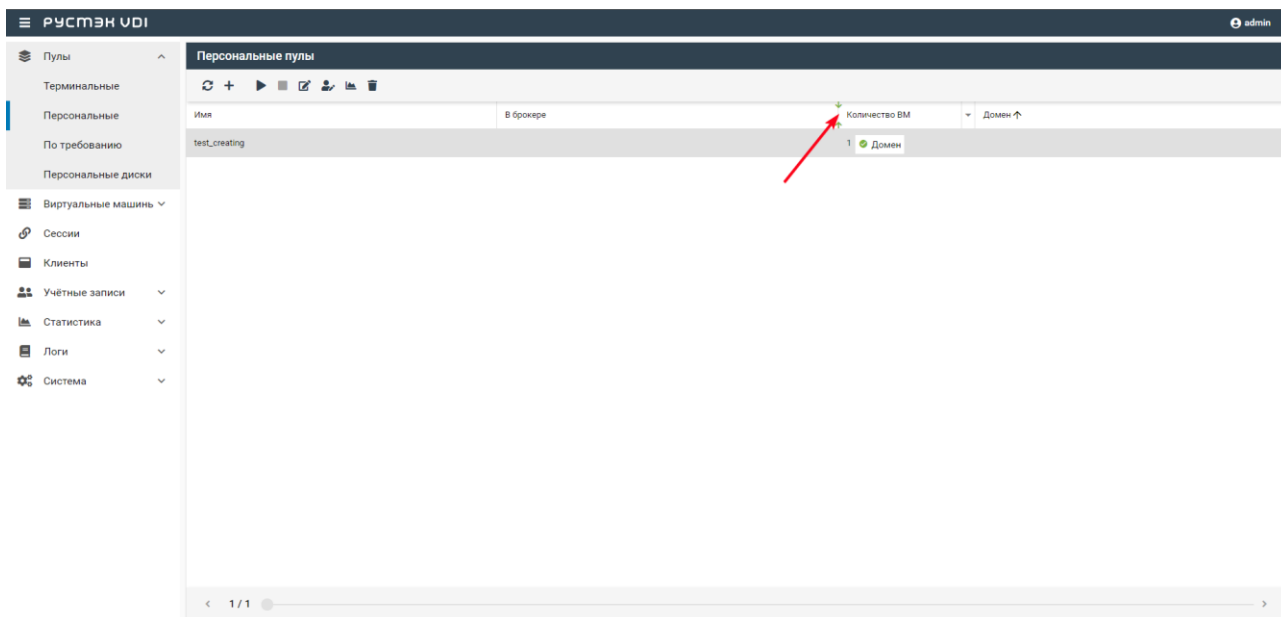 РУСТЭК VDI
admin
Пулы
Терминальные
Персональные
По требованию
Персональные диски
Виртуальные машинь
Сессии
Клиенты
Учётные записи
Статистика
Логи
Система
Персональные пулы
Имя В брокере Количество ВМ Домен
test_creating 1 Домен
1 / 1